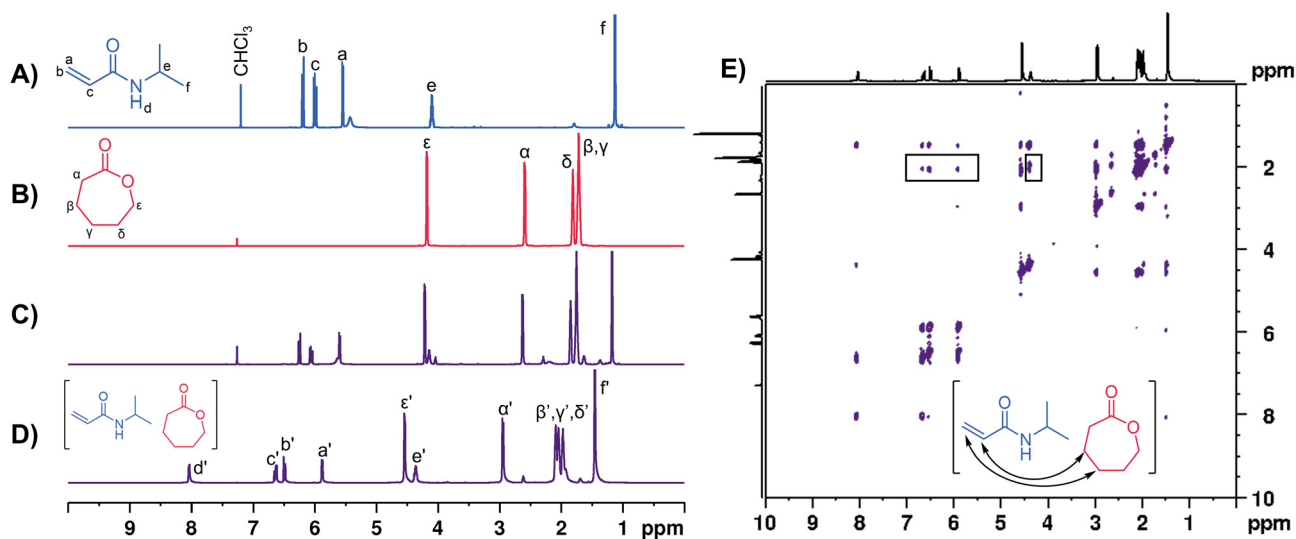 A)
a
b
c
O
N
H
d
e
f
CHCl3
b
c
a
e
f
B)
O
O
α
β
γ
δ
ε
ε
α
δ
β,γ
C)
D)
O
N
H
O
O
d'
c'
b'
a'
ε'
e'
α'
β',γ',δ'
f'
9 8 7 6 5 4 3 2 1 ppm
E)
ppm
2
4
6
8
10
O
N
H
O
O
10 9 8 7 6 5 4 3 2 1 ppm